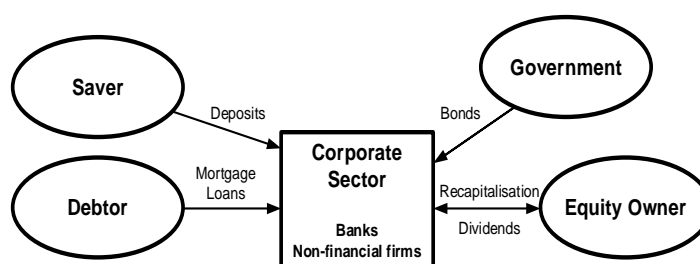 Saver
Deposits
Government
Bonds
Corporate
Sector
Banks
Non-financial firms
Mortgage
Loans
Debtor
Recapitalisation
Dividends
Equity Owner